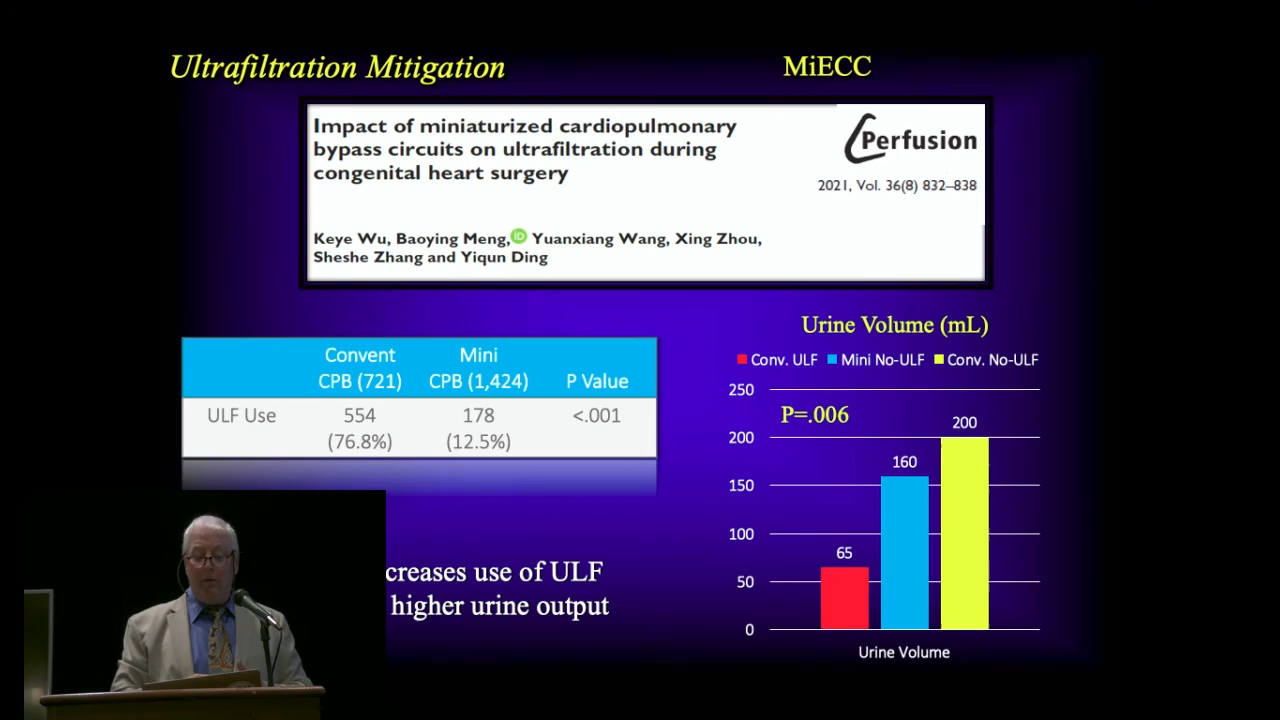 Ultrafiltration Mitigation
MiECC
Impact of miniaturized cardiopulmonary
bypass circuits on ultrafiltration during
congenital heart surgery
Perfusion
2021, Vol. 36(8) 832–838
Keye Wu, Baoying Meng, iD Yuanxiang Wang, Xing Zhou,
Sheshe Zhang and Yiqun Ding
Convent Mini
CPB (721) CPB (1,424) P Value
ULF Use 554 178 <.001
(76.8%) (12.5%)
creases use of ULF
higher urine output
Urine Volume (mL)
Conv. ULF Mini No-ULF Conv. No-ULF
250
P=.006
200
200
160
150
100
65
50
0
Urine Volume